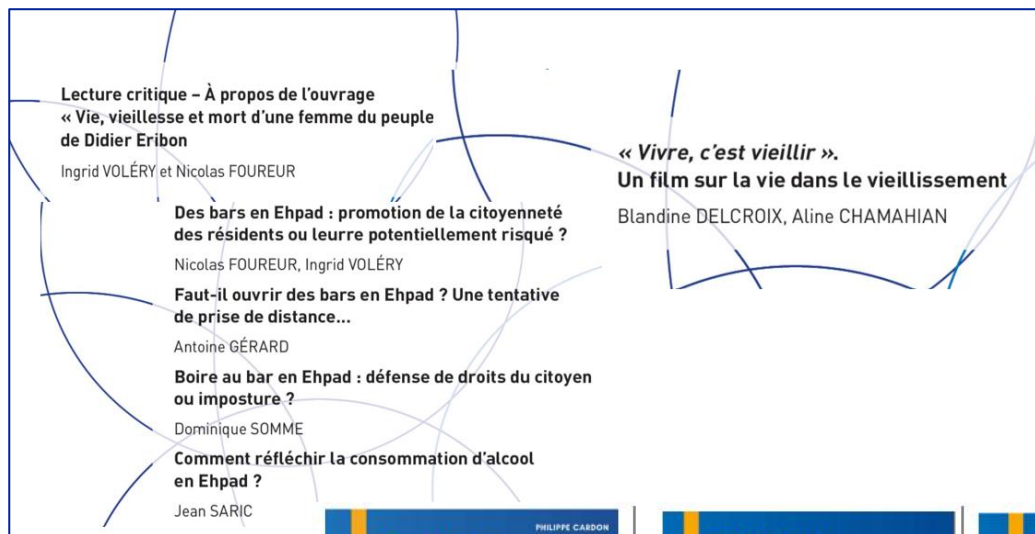 Lecture critique – À propos de l'ouvrage
« Vie, vieillesse et mort d'une femme du peuple
de Didier Eribon
Ingrid VOLÉRY et Nicolas FOUREUR
« Vivre, c'est vieillir ».
Un film sur la vie dans le vieillissement
Blandine DELCROIX, Aline CHAMAHIAN
Des bars en Ehpad : promotion de la citoyenneté
des résidents ou leurre potentiellement risqué ?
Nicolas FOUREUR, Ingrid VOLÉRY
Faut-il ouvrir des bars en Ehpad ? Une tentative
de prise de distance...
Antoine GÉRARD
Boire au bar en Ehpad : défense de droits du citoyen
ou imposture ?
Dominique SOMME
Comment réfléchir la consommation d'alcool
en Ehpad ?
Jean SARIC
PHILIPPE CARDON